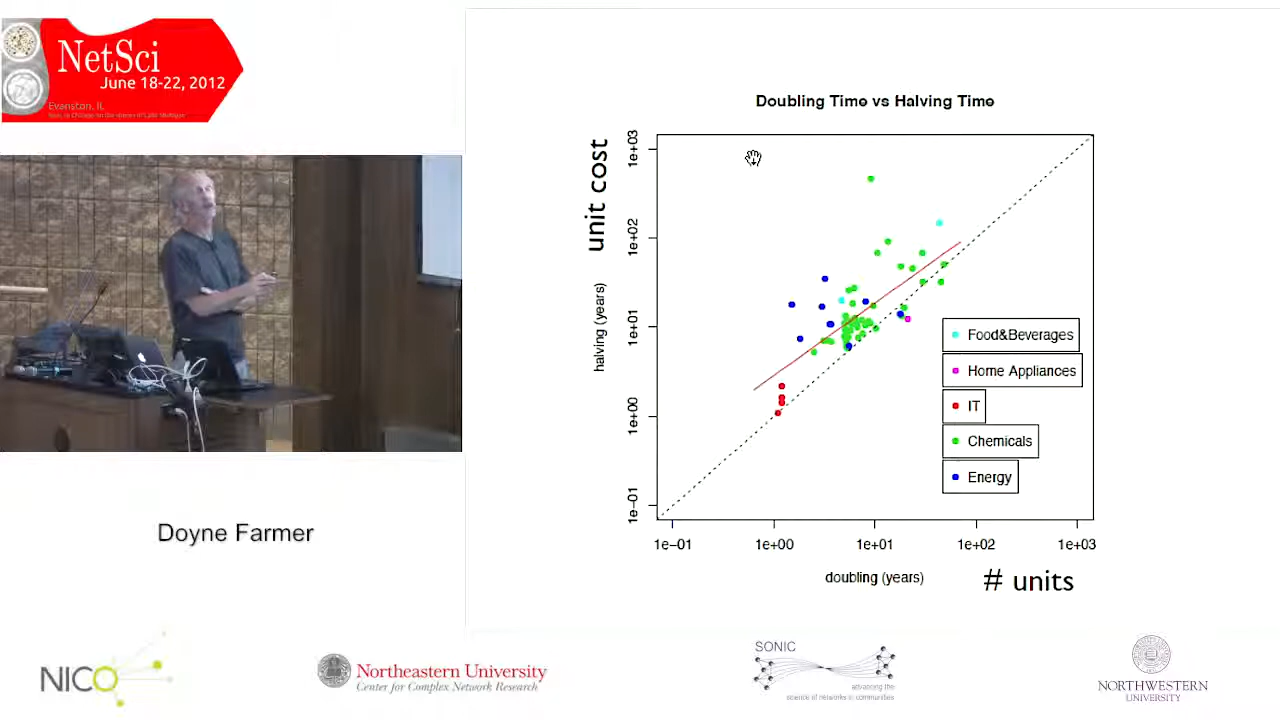 NetSci
June 18-22, 2012
Evanston, IL
Doubling Time vs Halving Time
unit cost
halving (years)
1e+03
1e+02
1e+01
1e+00
1e-01
Food&Beverages
Home Appliances
IT
Chemicals
Energy
1e-01
1e+00
1e+01
1e+02
1e+03
doubling (years)
# units
Doyne Farmer
NICO
Northeastern University
Center for Complex Network Research
SONIC
advancing the
science of networks in communities
NORTHWESTERN
UNIVERSITY